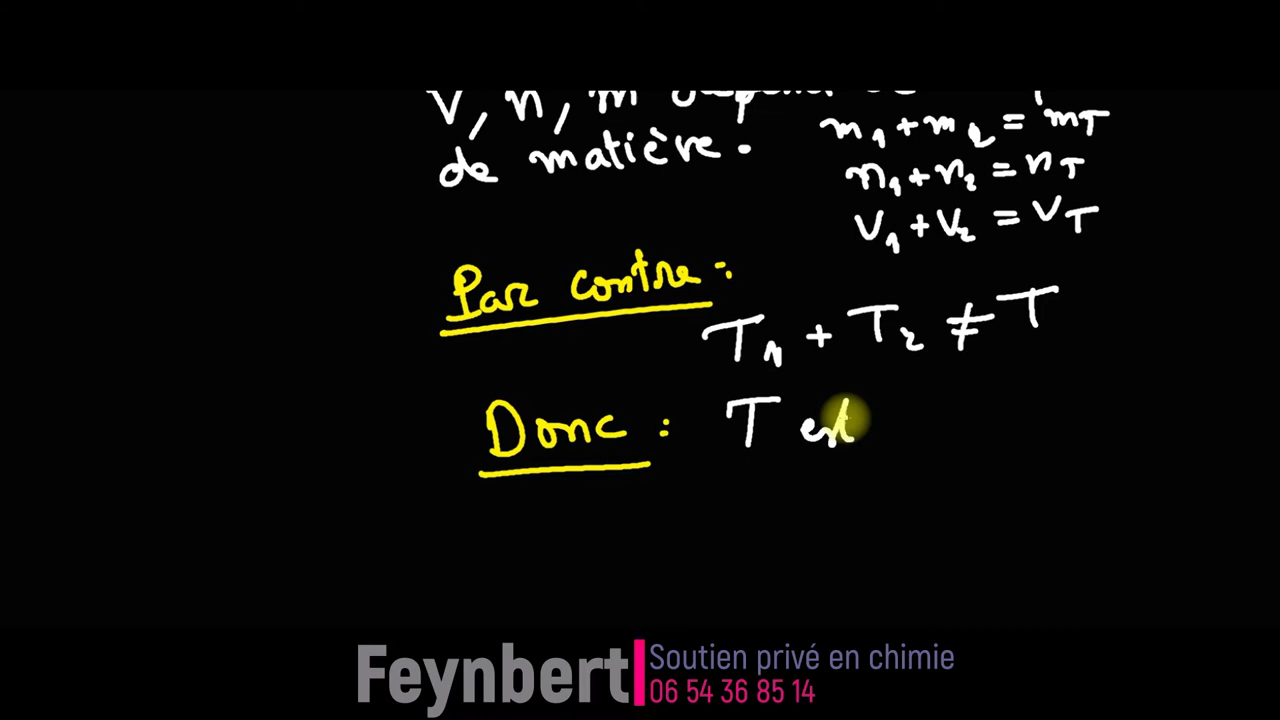 V, n, m
de matière.
m1 + m2 = mT
n1 + n2 = nT
V1 + V2 = VT
Par contre :
T1 + T2 ≠ T
Donc : T est
Feynbert
Soutien privé en chimie
06 54 36 85 14